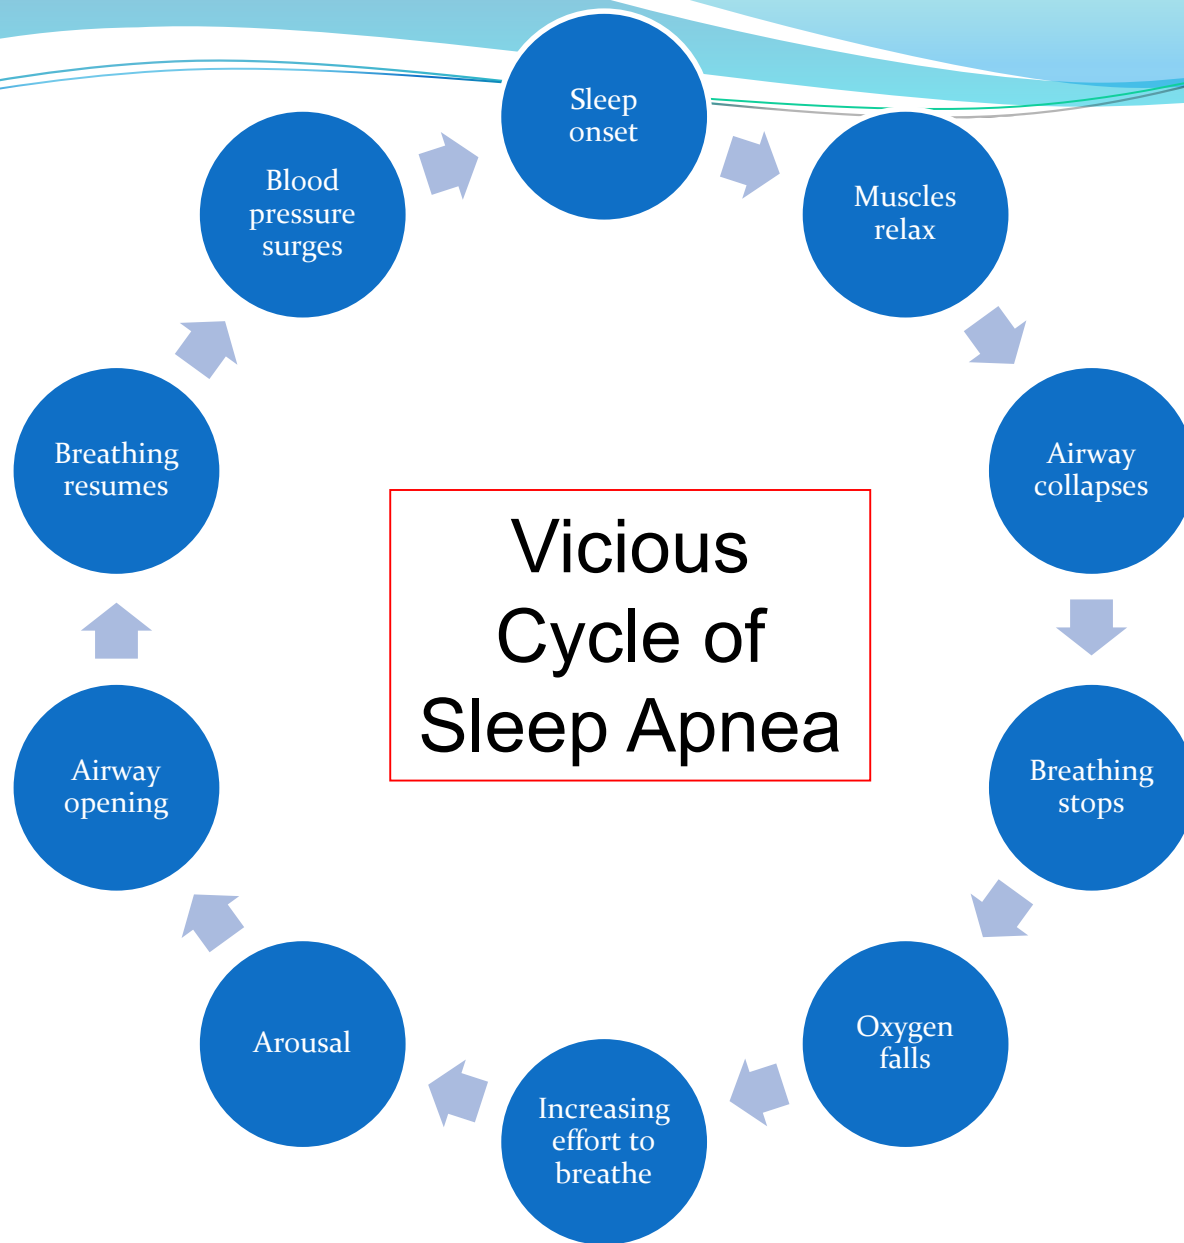 Sleep
onset
Muscles
relax
Airway
collapses
Breathing
stops
Oxygen
falls
Increasing
effort to
breathe
Arousal
Airway
opening
Breathing
resumes
Blood
pressure
surges
Vicious
Cycle of
Sleep Apnea